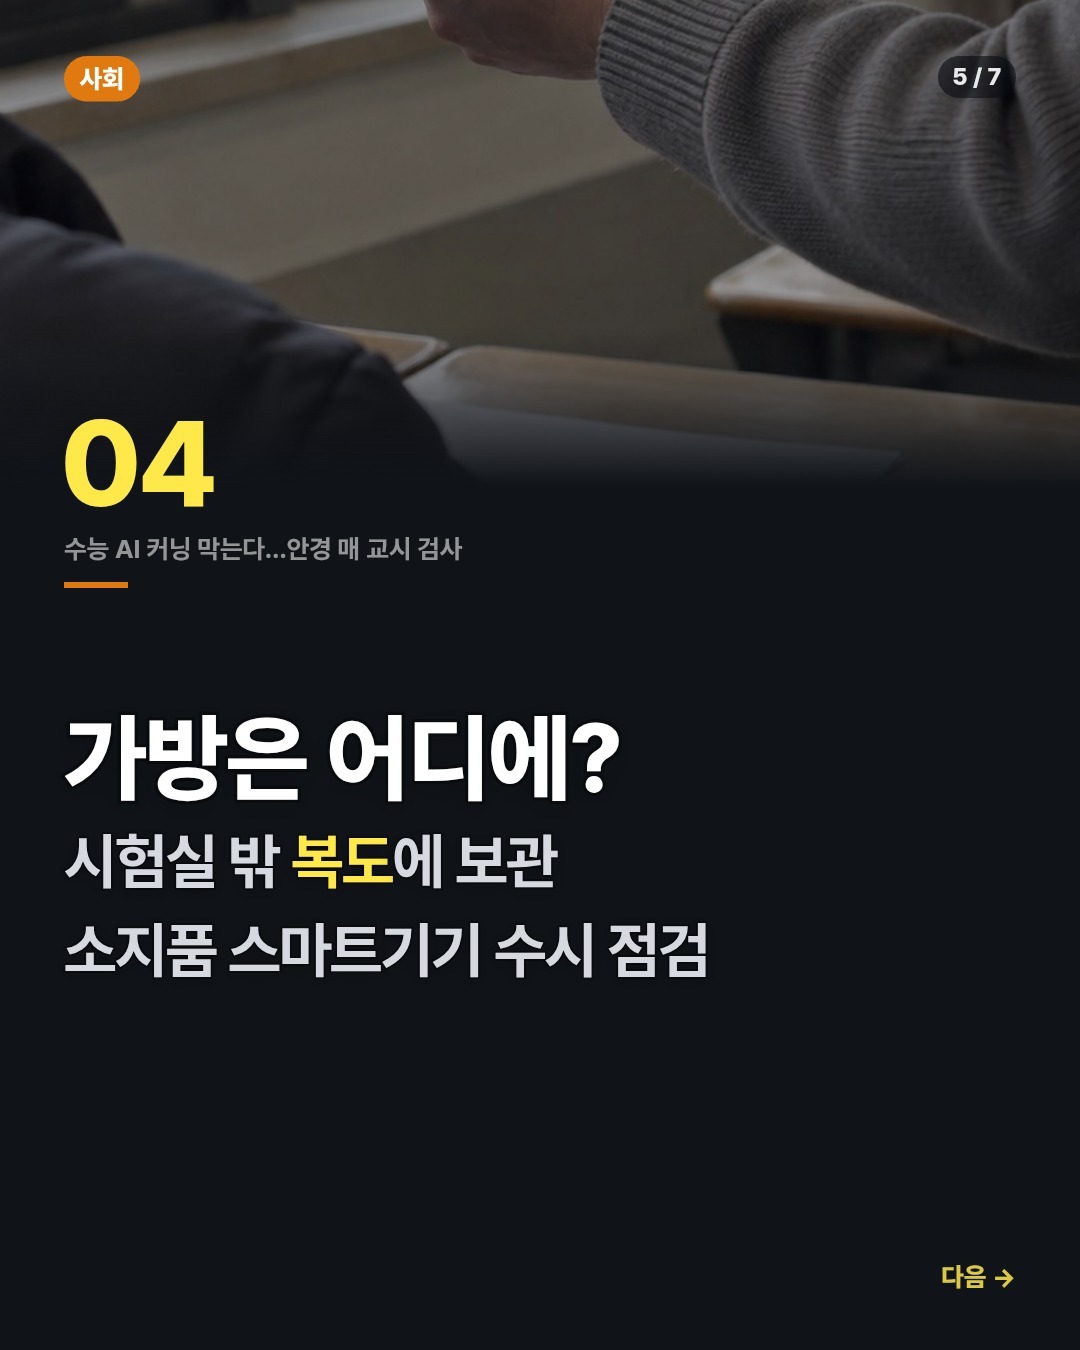 사회
5 / 7
04
수능 AI 커닝 막는다...안경 매 교시 검사
가방은 어디에?
시험실 밖 복도에 보관
소지품 스마트기기 수시 점검
다음 →